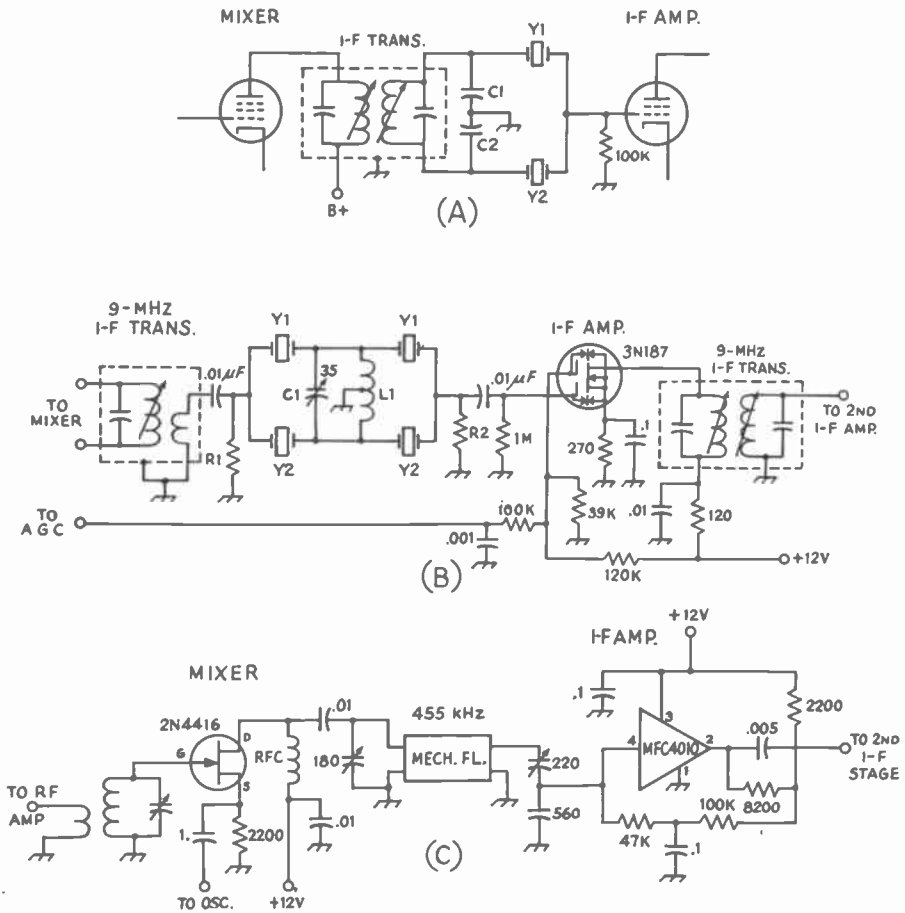 MIXER
I-F AMP.
I-F TRANS.
Y1
C1
C2
100K
Y2
B+
(A)
9-MHz
I-F TRANS.
Y1
Y1
I-F AMP.
3N187
9-MHz
I-F TRANS.
.01µF
35
.01µF
TO
MIXER
C1
L1
TO 2ND
I-F AMP.
R1
R2
1M
270
.1
Y2
Y2
TO
AGC
180K
39K
.01
120
.001
120K
+12V
(B)
+12V
I-F AMP.
MIXER
2N4416
D
.01
455 kHz
.1
3
2200
G
RFC
180
MECH. FL.
220
4
MFC4010
2
.005
TO 2ND
I-F
STAGE
S
1
TO RF
AMP
560
8200
1.
2200
.01
47K
100K
.1
(C)
TO OSC.
+12V